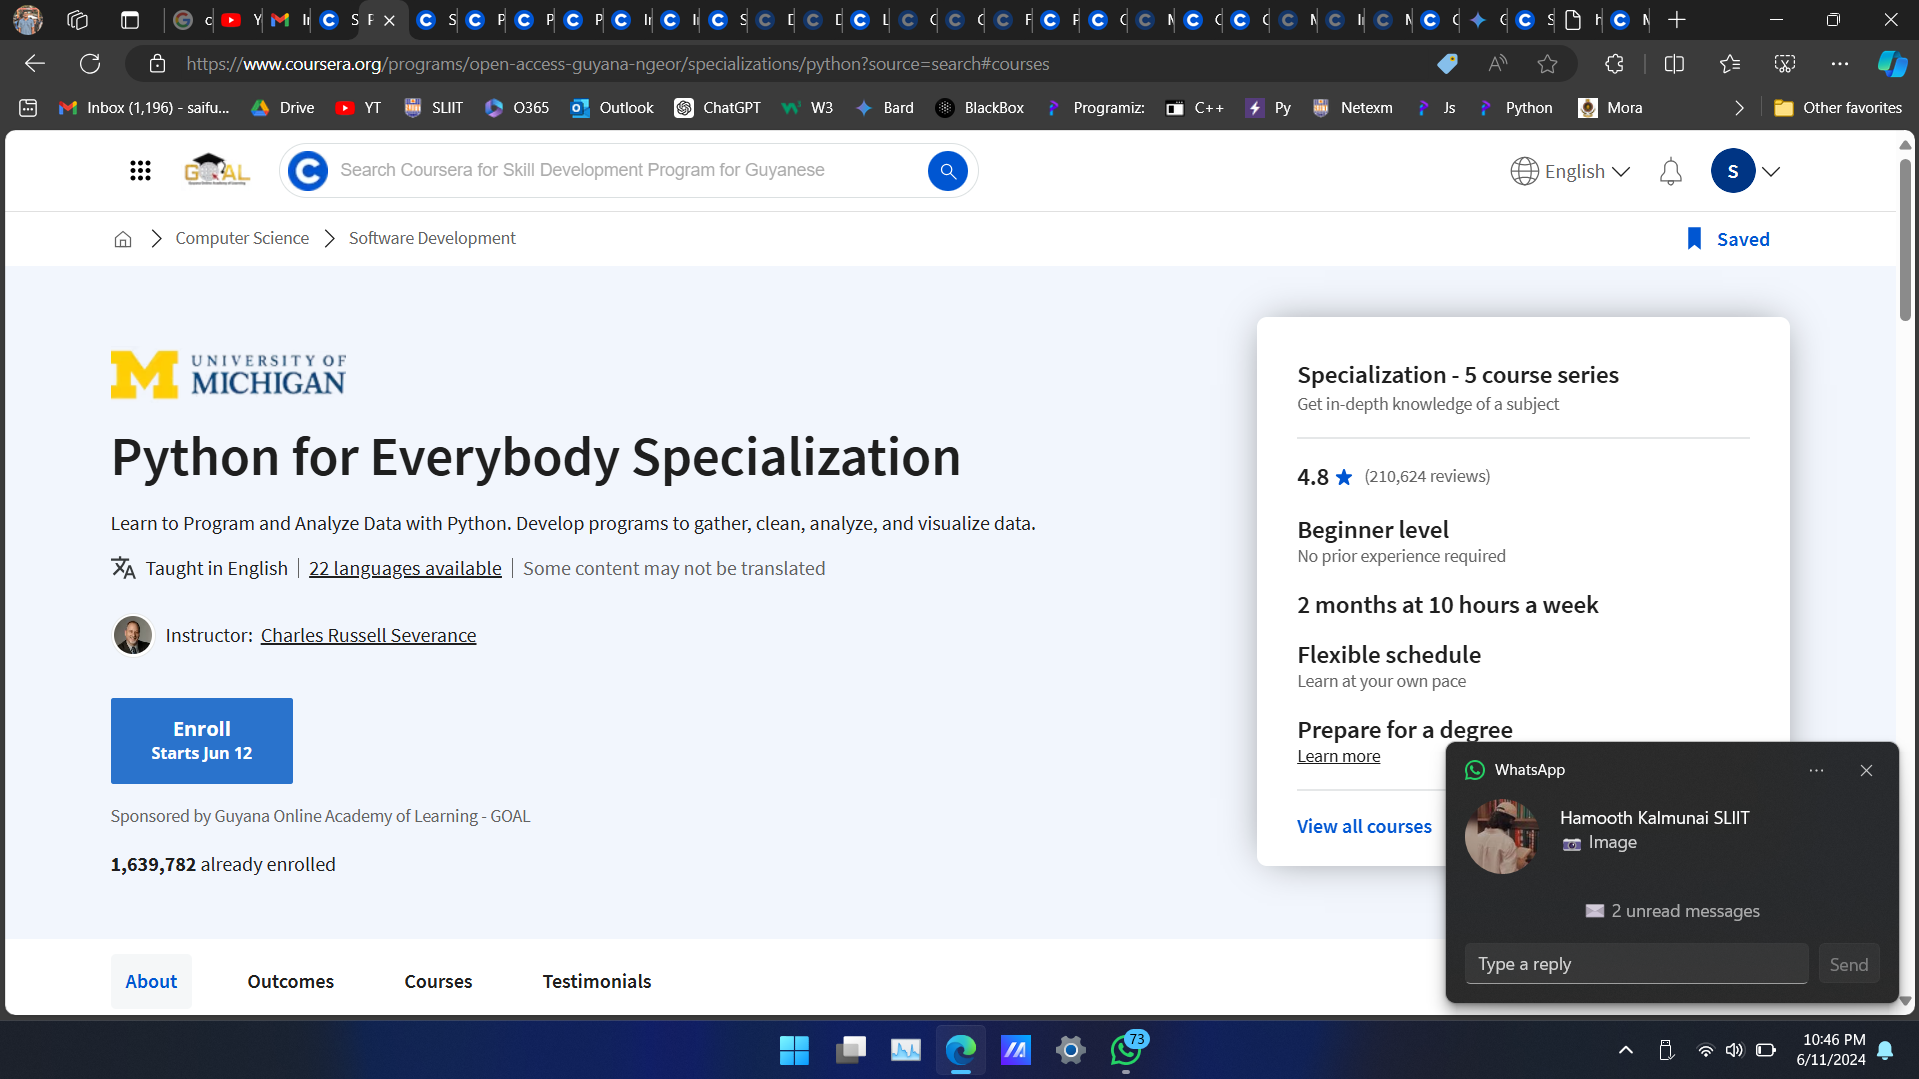 https://www.coursera.org/programs/open-access-guyana-ngeor/specializations/python?source=search#courses
Inbox (1,196) - saifu... Drive YT SLIIT O365 Outlook ChatGPT W3 Bard BlackBox Programiz: C++ Py Netexm Js Python Mora Other favorites
GOAL
Search Coursera for Skill Development Program for Guyanese
English
S
Computer Science
Software Development
Saved
UNIVERSITY OF
MICHIGAN
Python for Everybody Specialization
Learn to Program and Analyze Data with Python. Develop programs to gather, clean, analyze, and visualize data.
Taught in English
22 languages available
Some content may not be translated
Instructor: Charles Russell Severance
Enroll
Starts Jun 12
Sponsored by Guyana Online Academy of Learning - GOAL
1,639,782 already enrolled
Specialization - 5 course series
Get in-depth knowledge of a subject
4.8 (210,624 reviews)
Beginner level
No prior experience required
2 months at 10 hours a week
Flexible schedule
Learn at your own pace
Prepare for a degree
Learn more
View all courses
WhatsApp
Hamooth Kalmunai SLIIT
Image
2 unread messages
Type a reply
Send
About
Outcomes
Courses
Testimonials
73
10:46 PM
6/11/2024